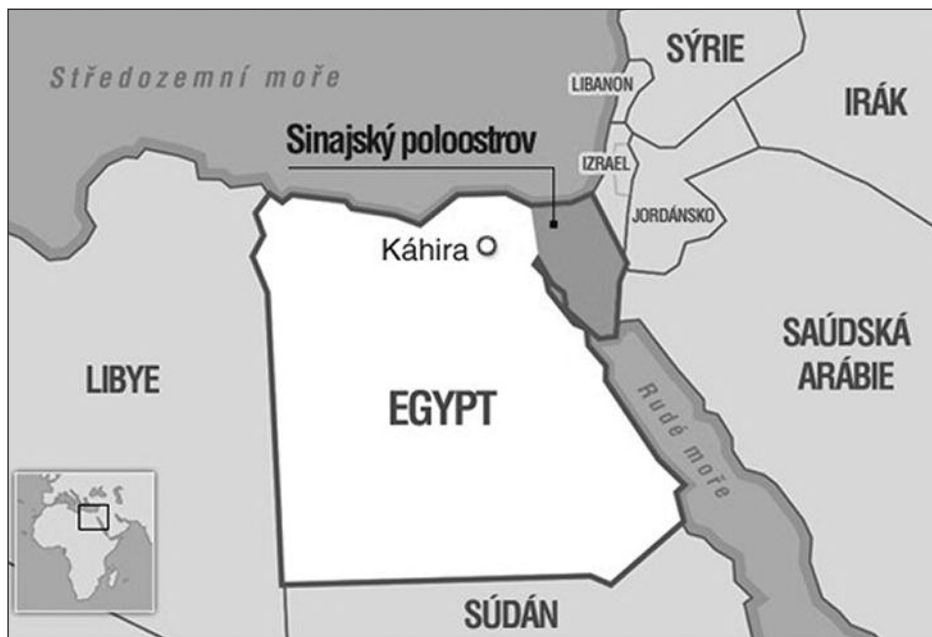 Středozemní moře
SÝRIE
LIBANON
IRÁK
Sinajský poloostrov
IZRAEL
JORDÁNSKO
Káhira
SAÚDSKÁ
ARÁBIE
LIBYE
EGYPT
Rudé moře
SÚDÁN